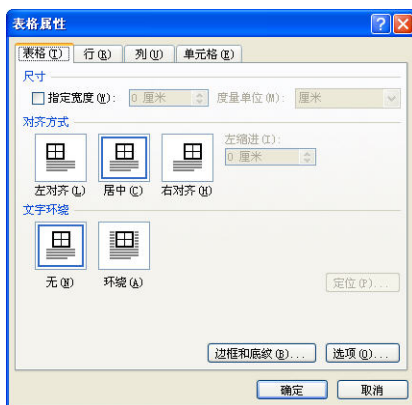 表格属性
表格(T) 行(R) 列(U) 单元格(E)
尺寸
指定宽度(W): 0 厘米 度量单位(M): 厘米
对齐方式
左缩进(I):
0 厘米
左对齐(L) 居中(C) 右对齐(H)
文字环绕
无(N) 环绕(A)
定位(P)...
边框和底纹(B)... 选项(O)...
确定 取消